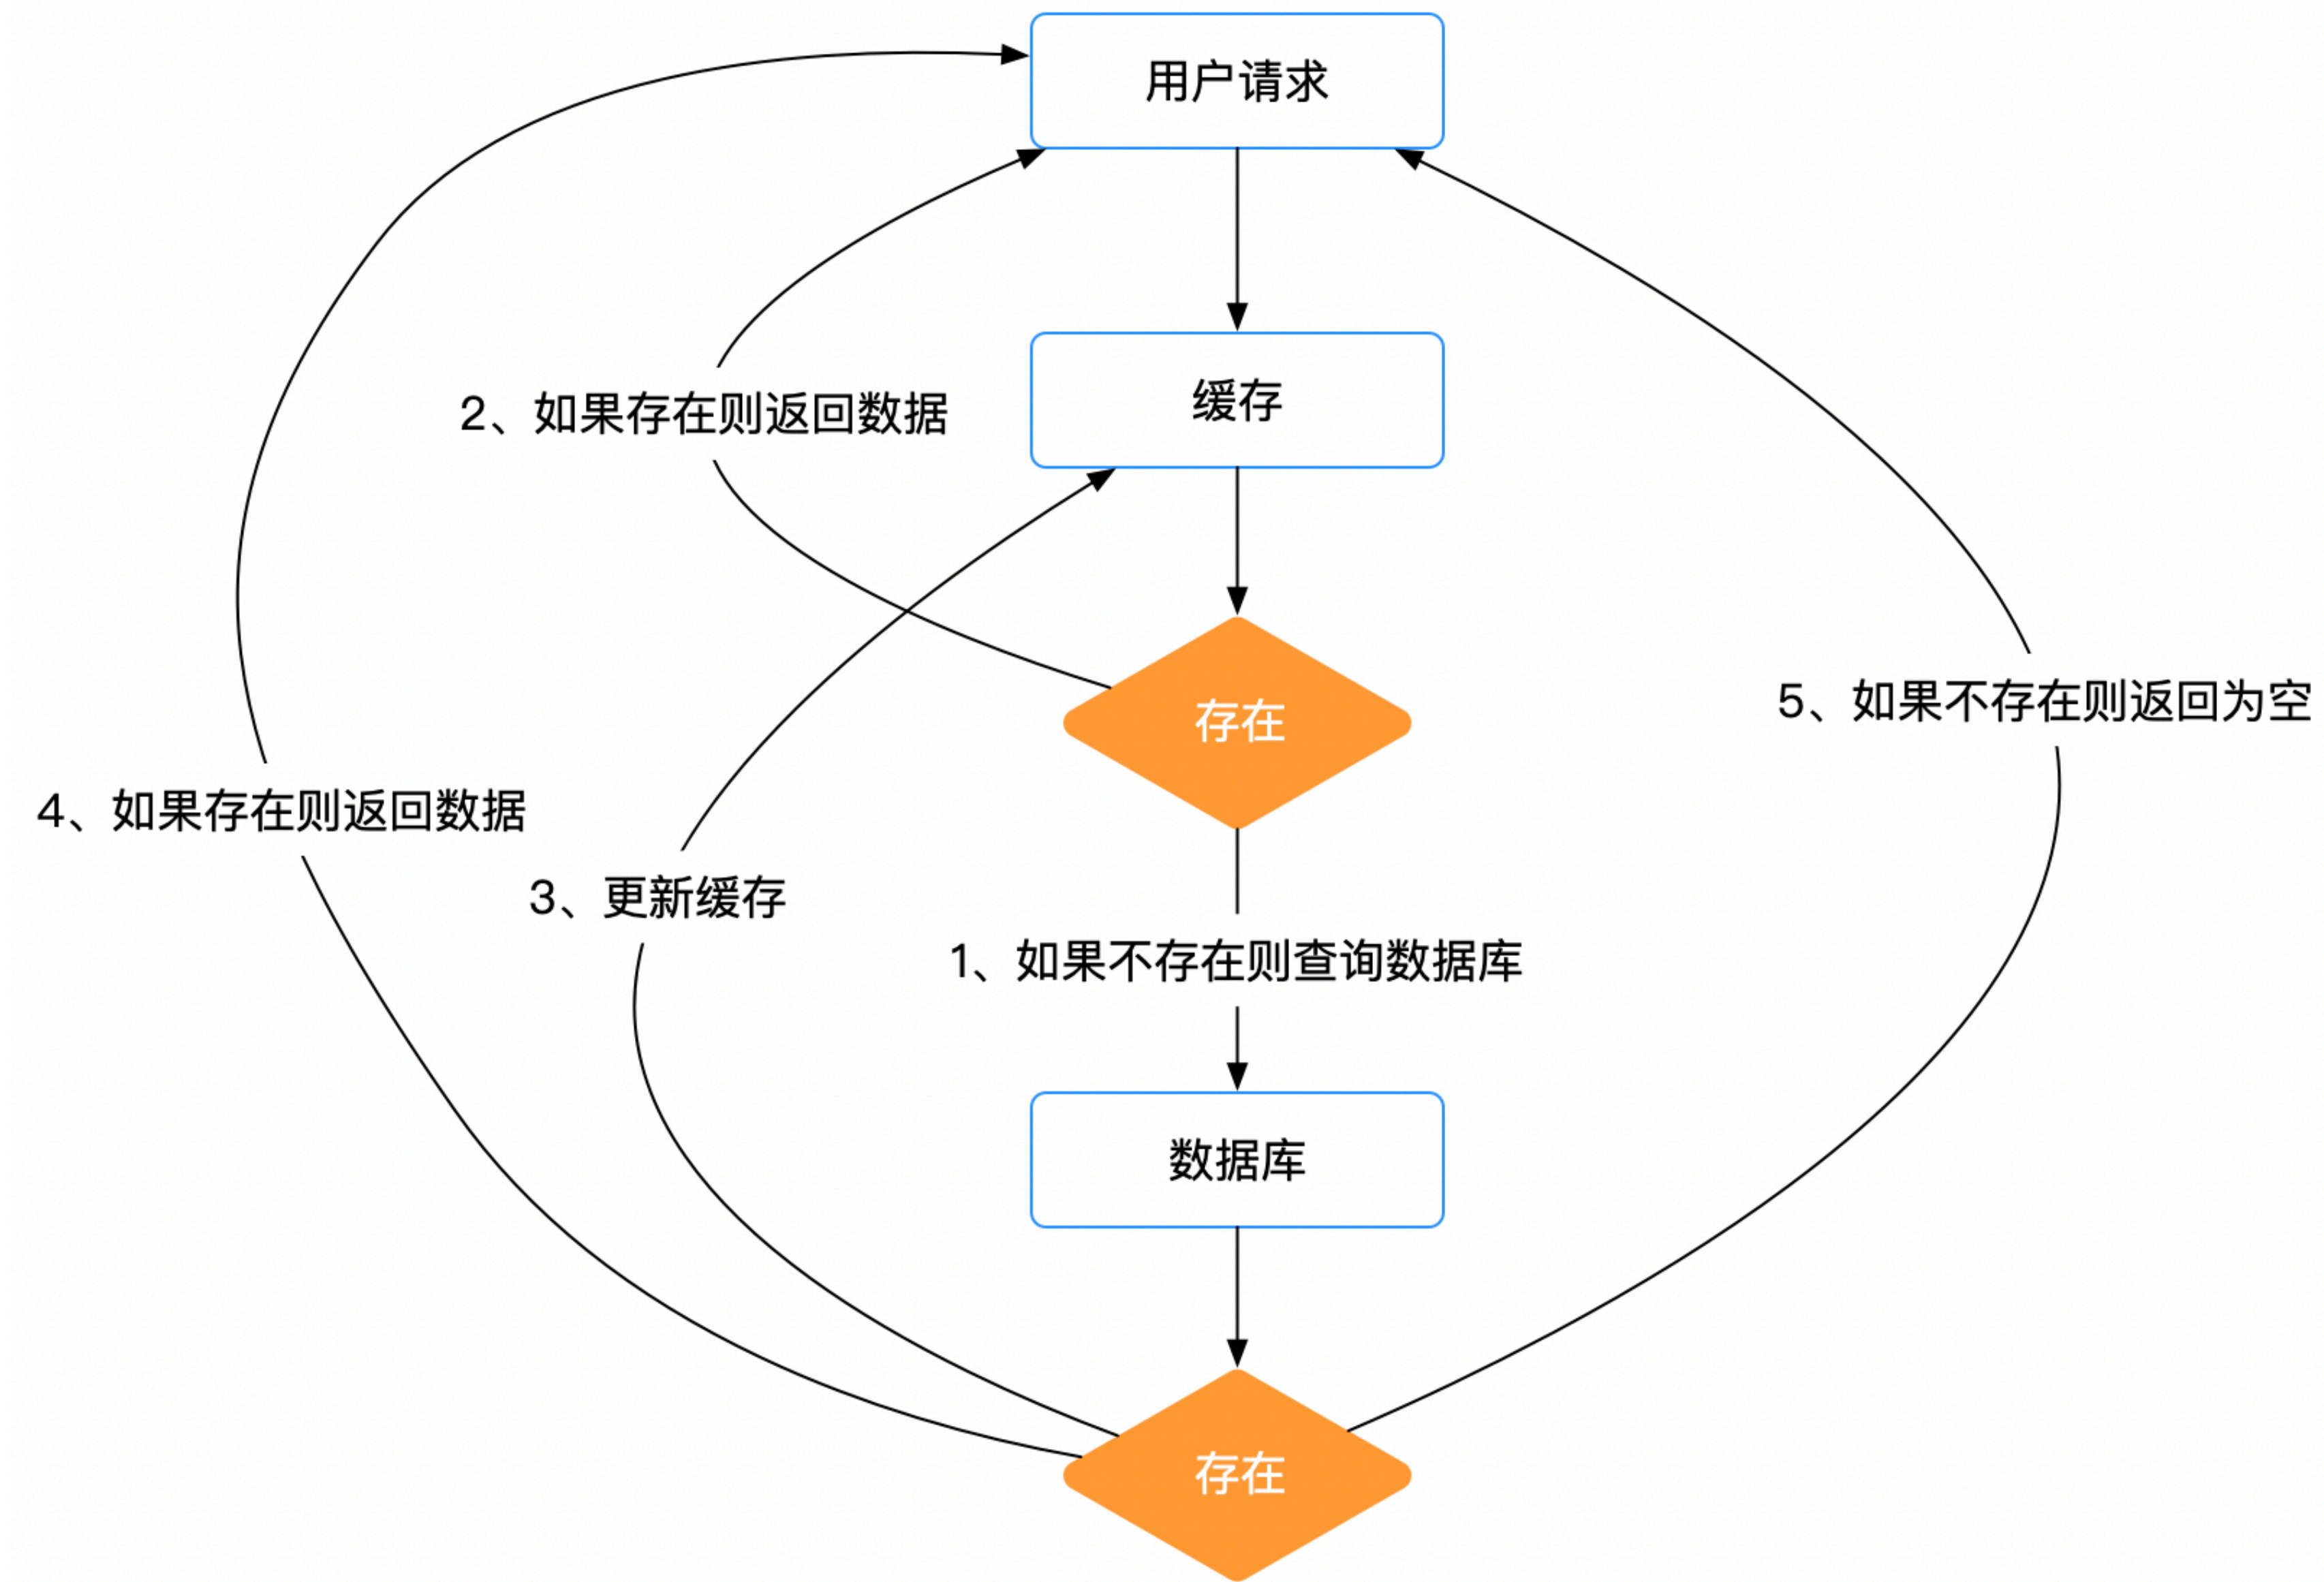 用户请求
2、如果存在则返回数据
缓存
存在
5、如果不存在则返回为空
4、如果存在则返回数据
3、更新缓存
1、如果不存在则查询数据库
数据库
存在